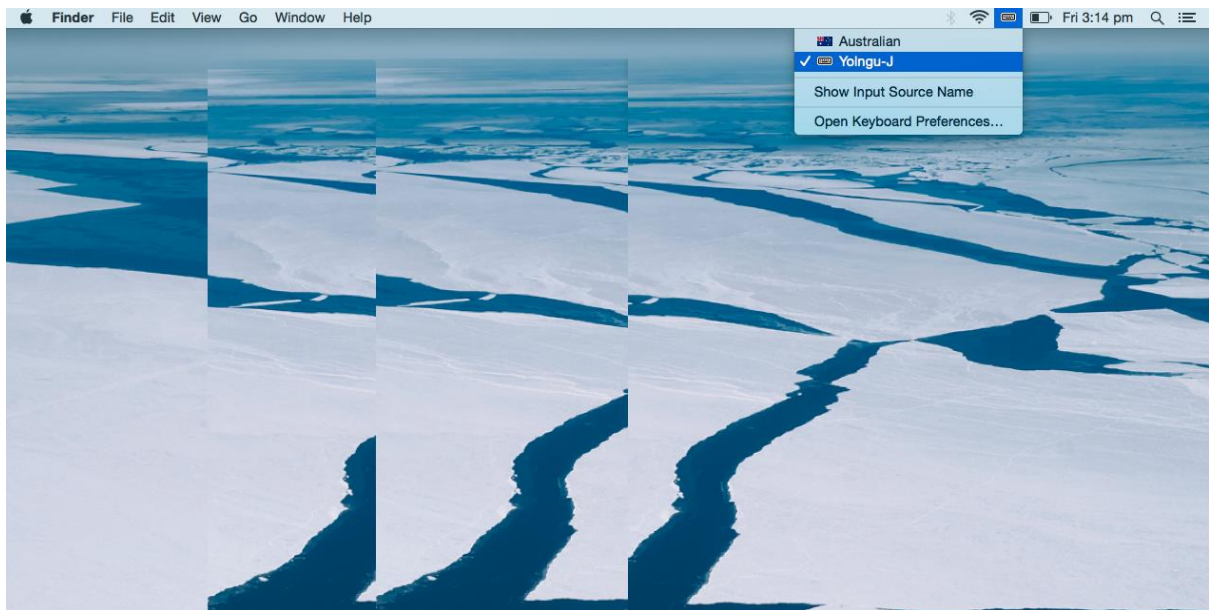 Finder File Edit View Go Window Help Fri 3:14 pm
Australian
Yolngu-J
Show Input Source Name
Open Keyboard Preferences…